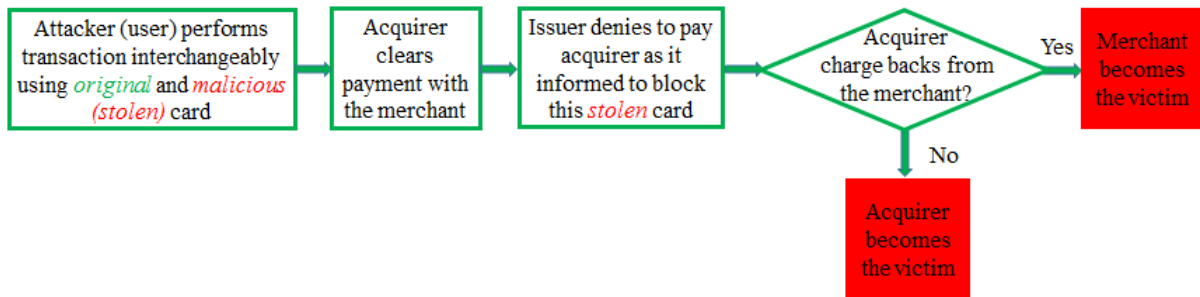 Attacker (user) performs
transaction interchangeably
using original and malicious
(stolen) card
Acquirer
clears
payment with
the merchant
Issuer denies to pay
acquirer as it
informed to block
this stolen card
Acquirer
charge backs from
the merchant?
Yes
Merchant
becomes
the victim
No
Acquirer
becomes
the victim